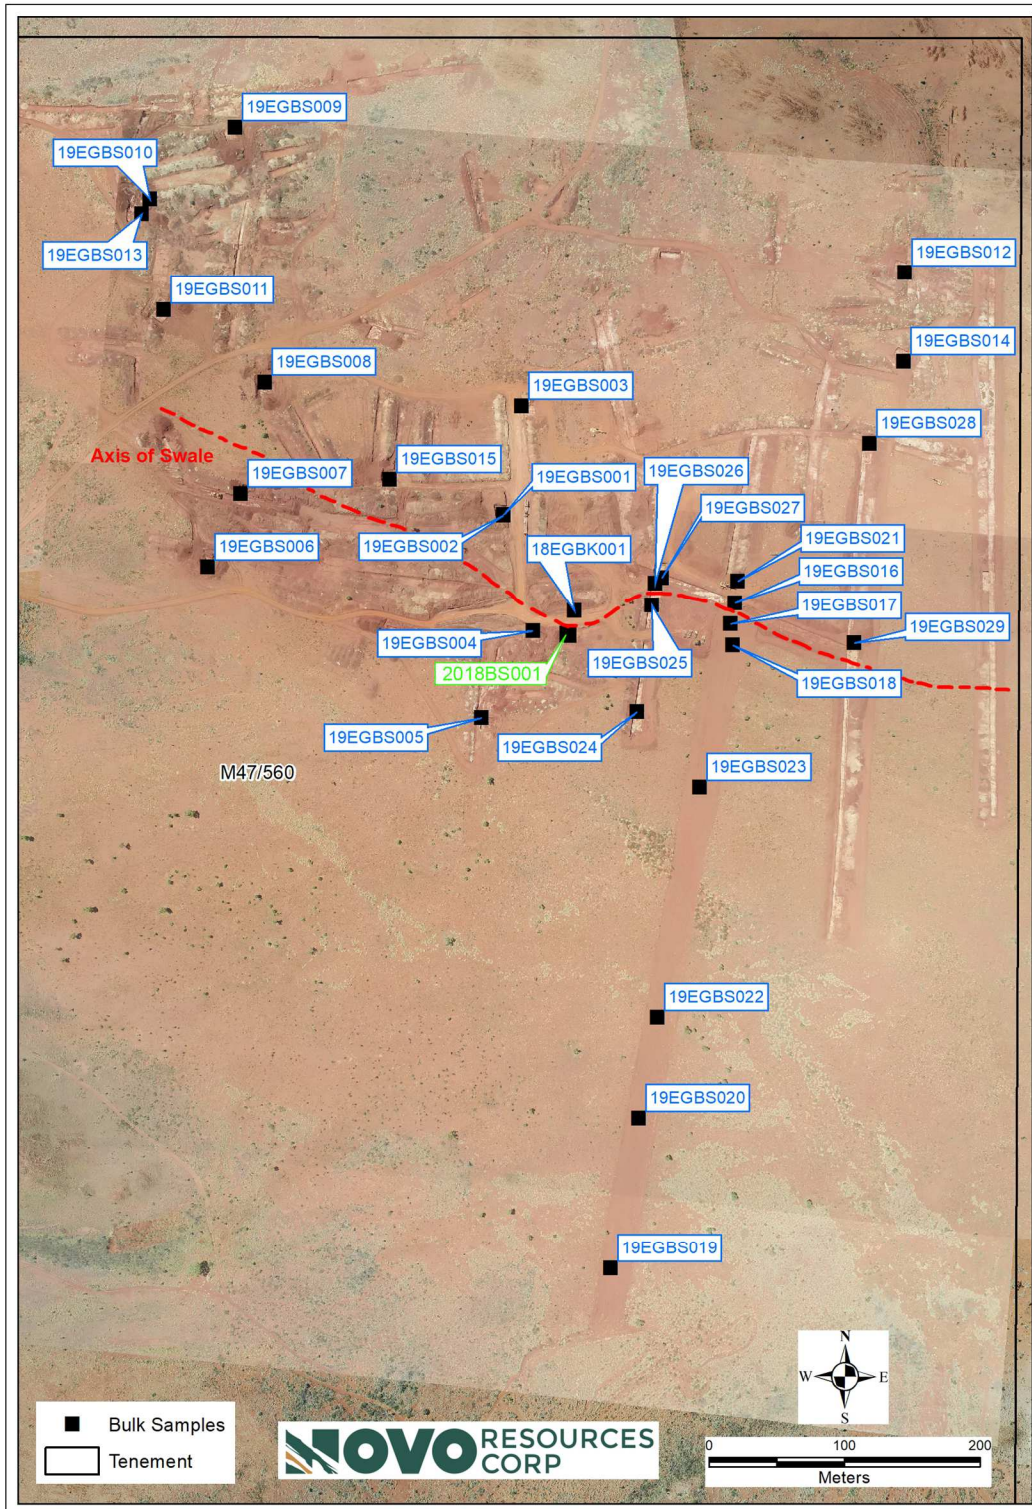 19EGBS009
19EGBS010
19EGBS013
19EGBS012
19EGBS011
19EGBS014
19EGBS008
19EGBS003
19EGBS028
Axis of Swale
19EGBS007
19EGBS015
19EGBS026
19EGBS001
19EGBS027
19EGBS002
18EGBK001
19EGBS021
19EGBS006
19EGBS016
19EGBS017
19EGBS029
19EGBS004
2018BS001
19EGBS025
19EGBS018
19EGBS005
19EGBS024
M47/560
19EGBS023
19EGBS022
19EGBS020
19EGBS019
N
W E
S
Bulk Samples
Tenement
NOVO RESOURCES
CORP
0 100 200
Meters